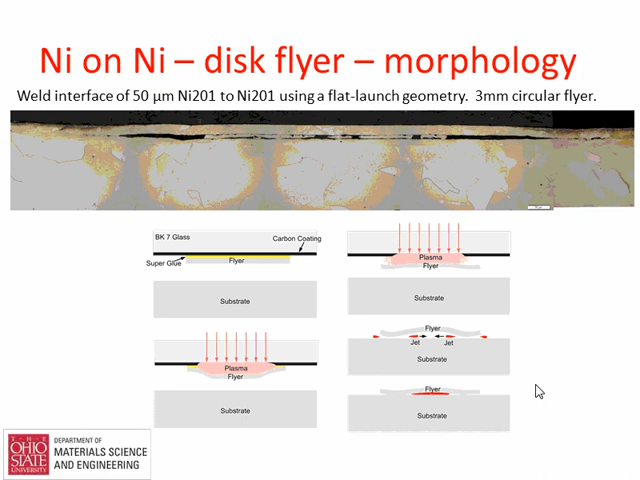 Ni on Ni – disk flyer – morphology
Weld interface of 50 µm Ni201 to Ni201 using a flat-launch geometry. 3mm circular flyer.
BK 7 Glass
Carbon Coating
Super Glue
Flyer
Substrate
Plasma
Flyer
Substrate
Plasma
Flyer
Substrate
Flyer
Jet
Jet
Substrate
Flyer
Substrate
T · H · E
OHIO
STATE
UNIVERSITY
DEPARTMENT OF
MATERIALS SCIENCE
AND ENGINEERING